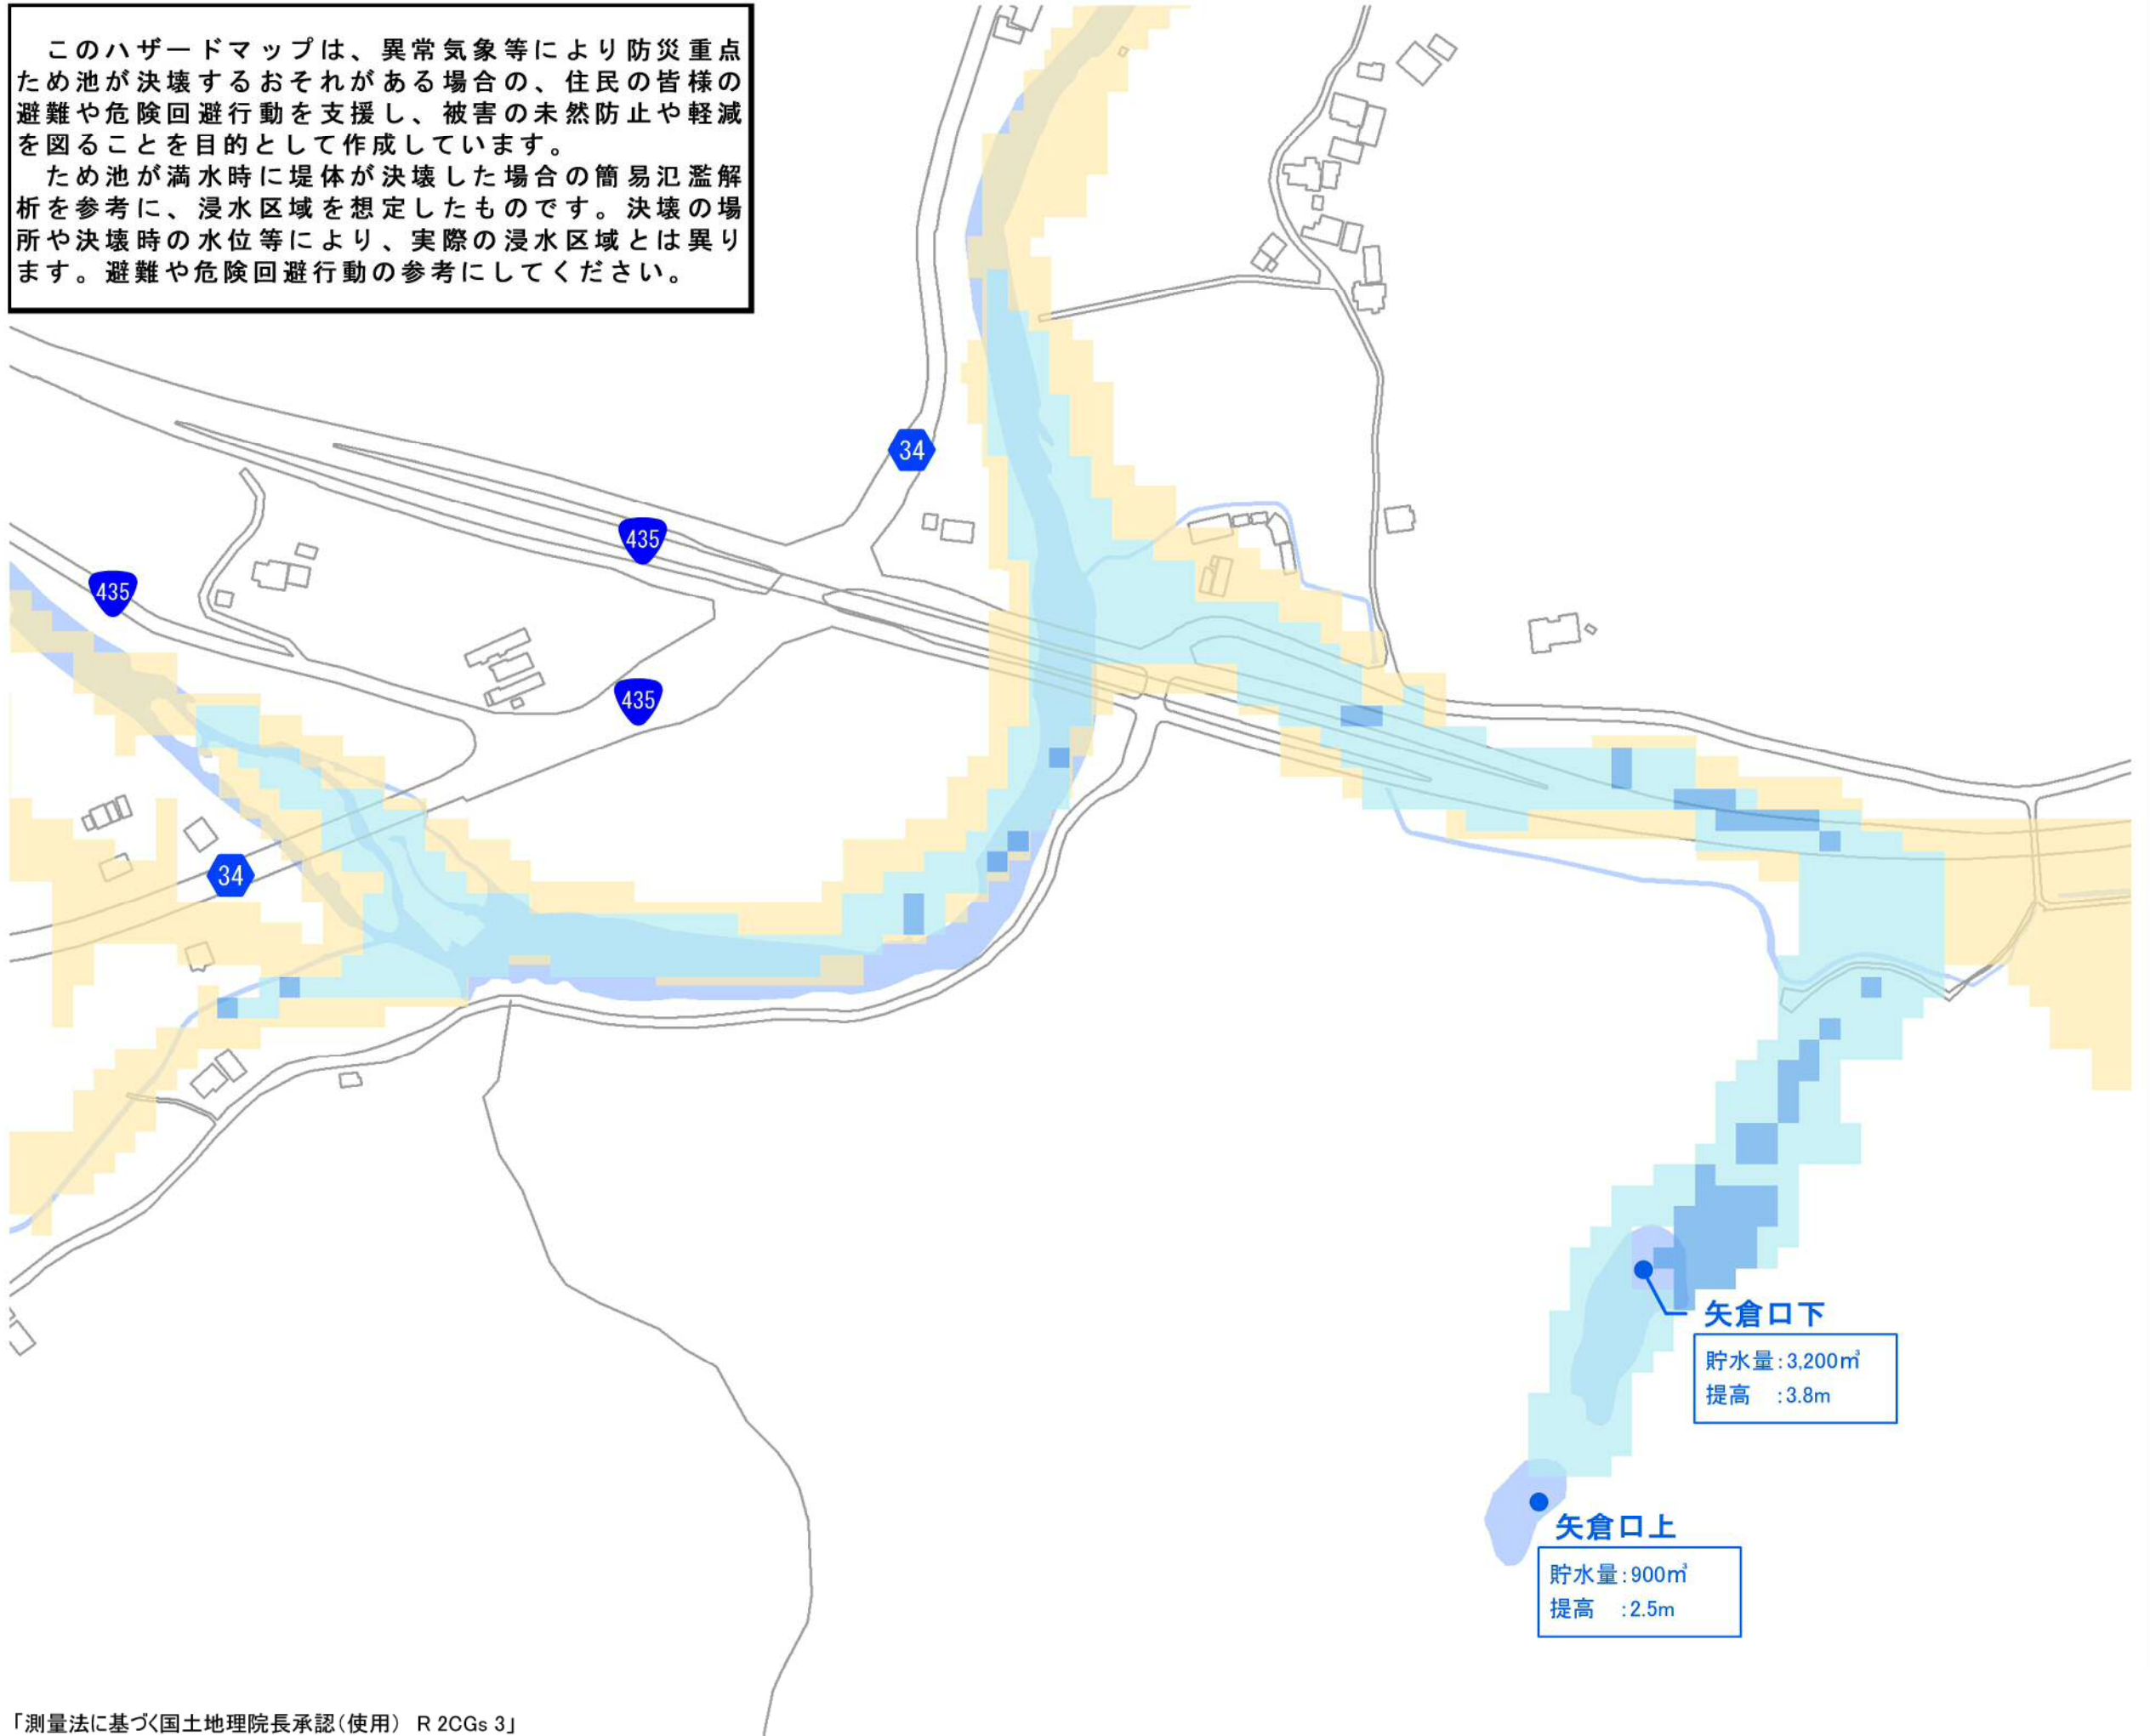 このハザードマップは、異常気象等により防災重点
ため池が決壊するおそれがある場合の、住民の皆様の
避難や危険回避行動を支援し、被害の未然防止や軽減
を図ることを目的として作成しています。
ため池が満水時に堤体が決壊した場合の簡易氾濫解
析を参考に、浸水区域を想定したものです。決壊の場
所や決壊時の水位等により、実際の浸水区域とは異り
ます。避難や危険回避行動の参考にしてください。
34
435
435
435
34
矢倉口下
貯水量:3,200㎥
提高 :3.8m
矢倉口上
貯水量:900㎥
提高 :2.5m
「測量法に基づく国土地理院長承認(使用) R 2CGs 3」